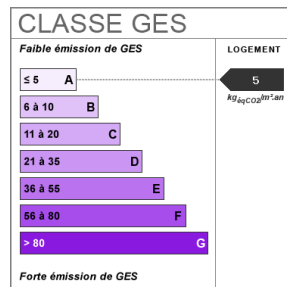 CLASSE GES
Faible émission de GES
LOGEMENT
≤ 5 A
5
kgéqCO2/m².an
6 à 10 B
11 à 20 C
21 à 35 D
36 à 55 E
56 à 80 F
> 80 G
Forte émission de GES